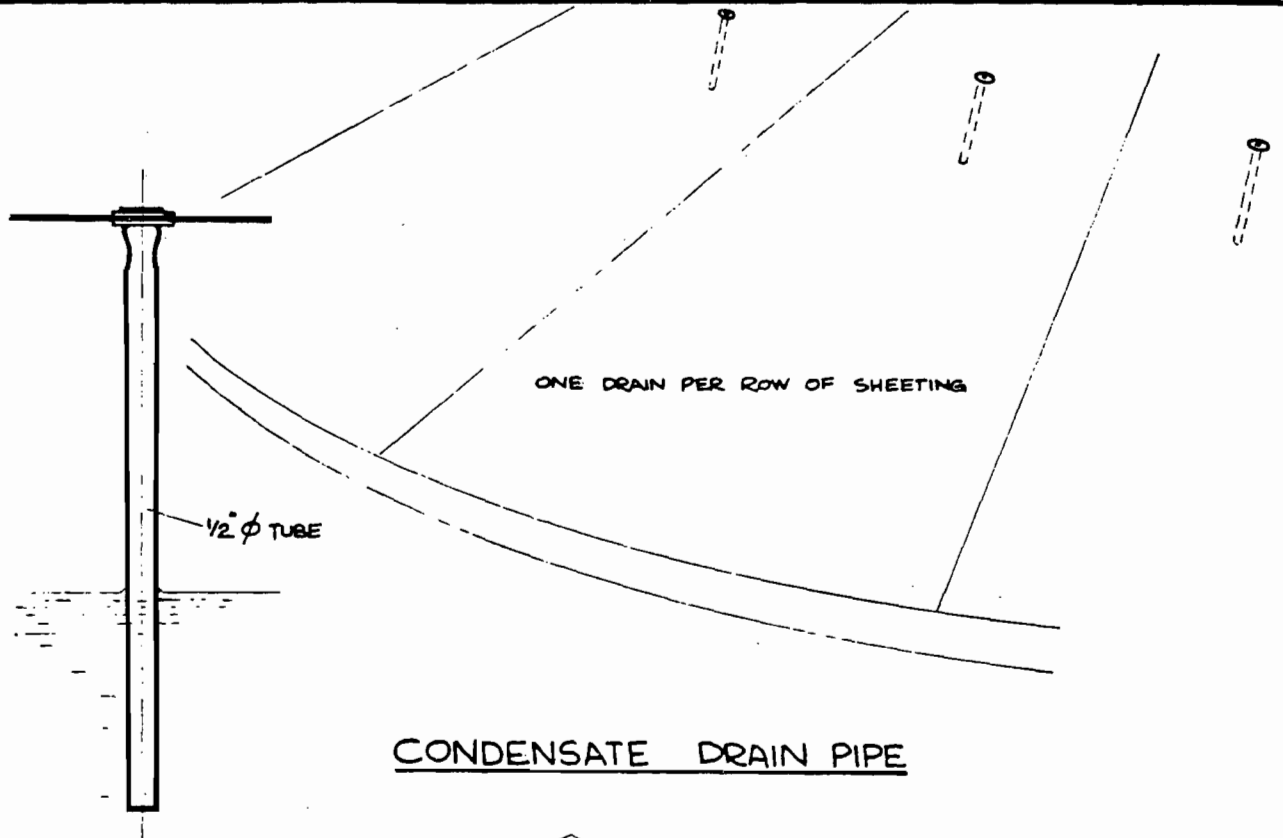 ONE DRAIN PER ROW OF SHEETING
1/2" φ TUBE
CONDENSATE DRAIN PIPE